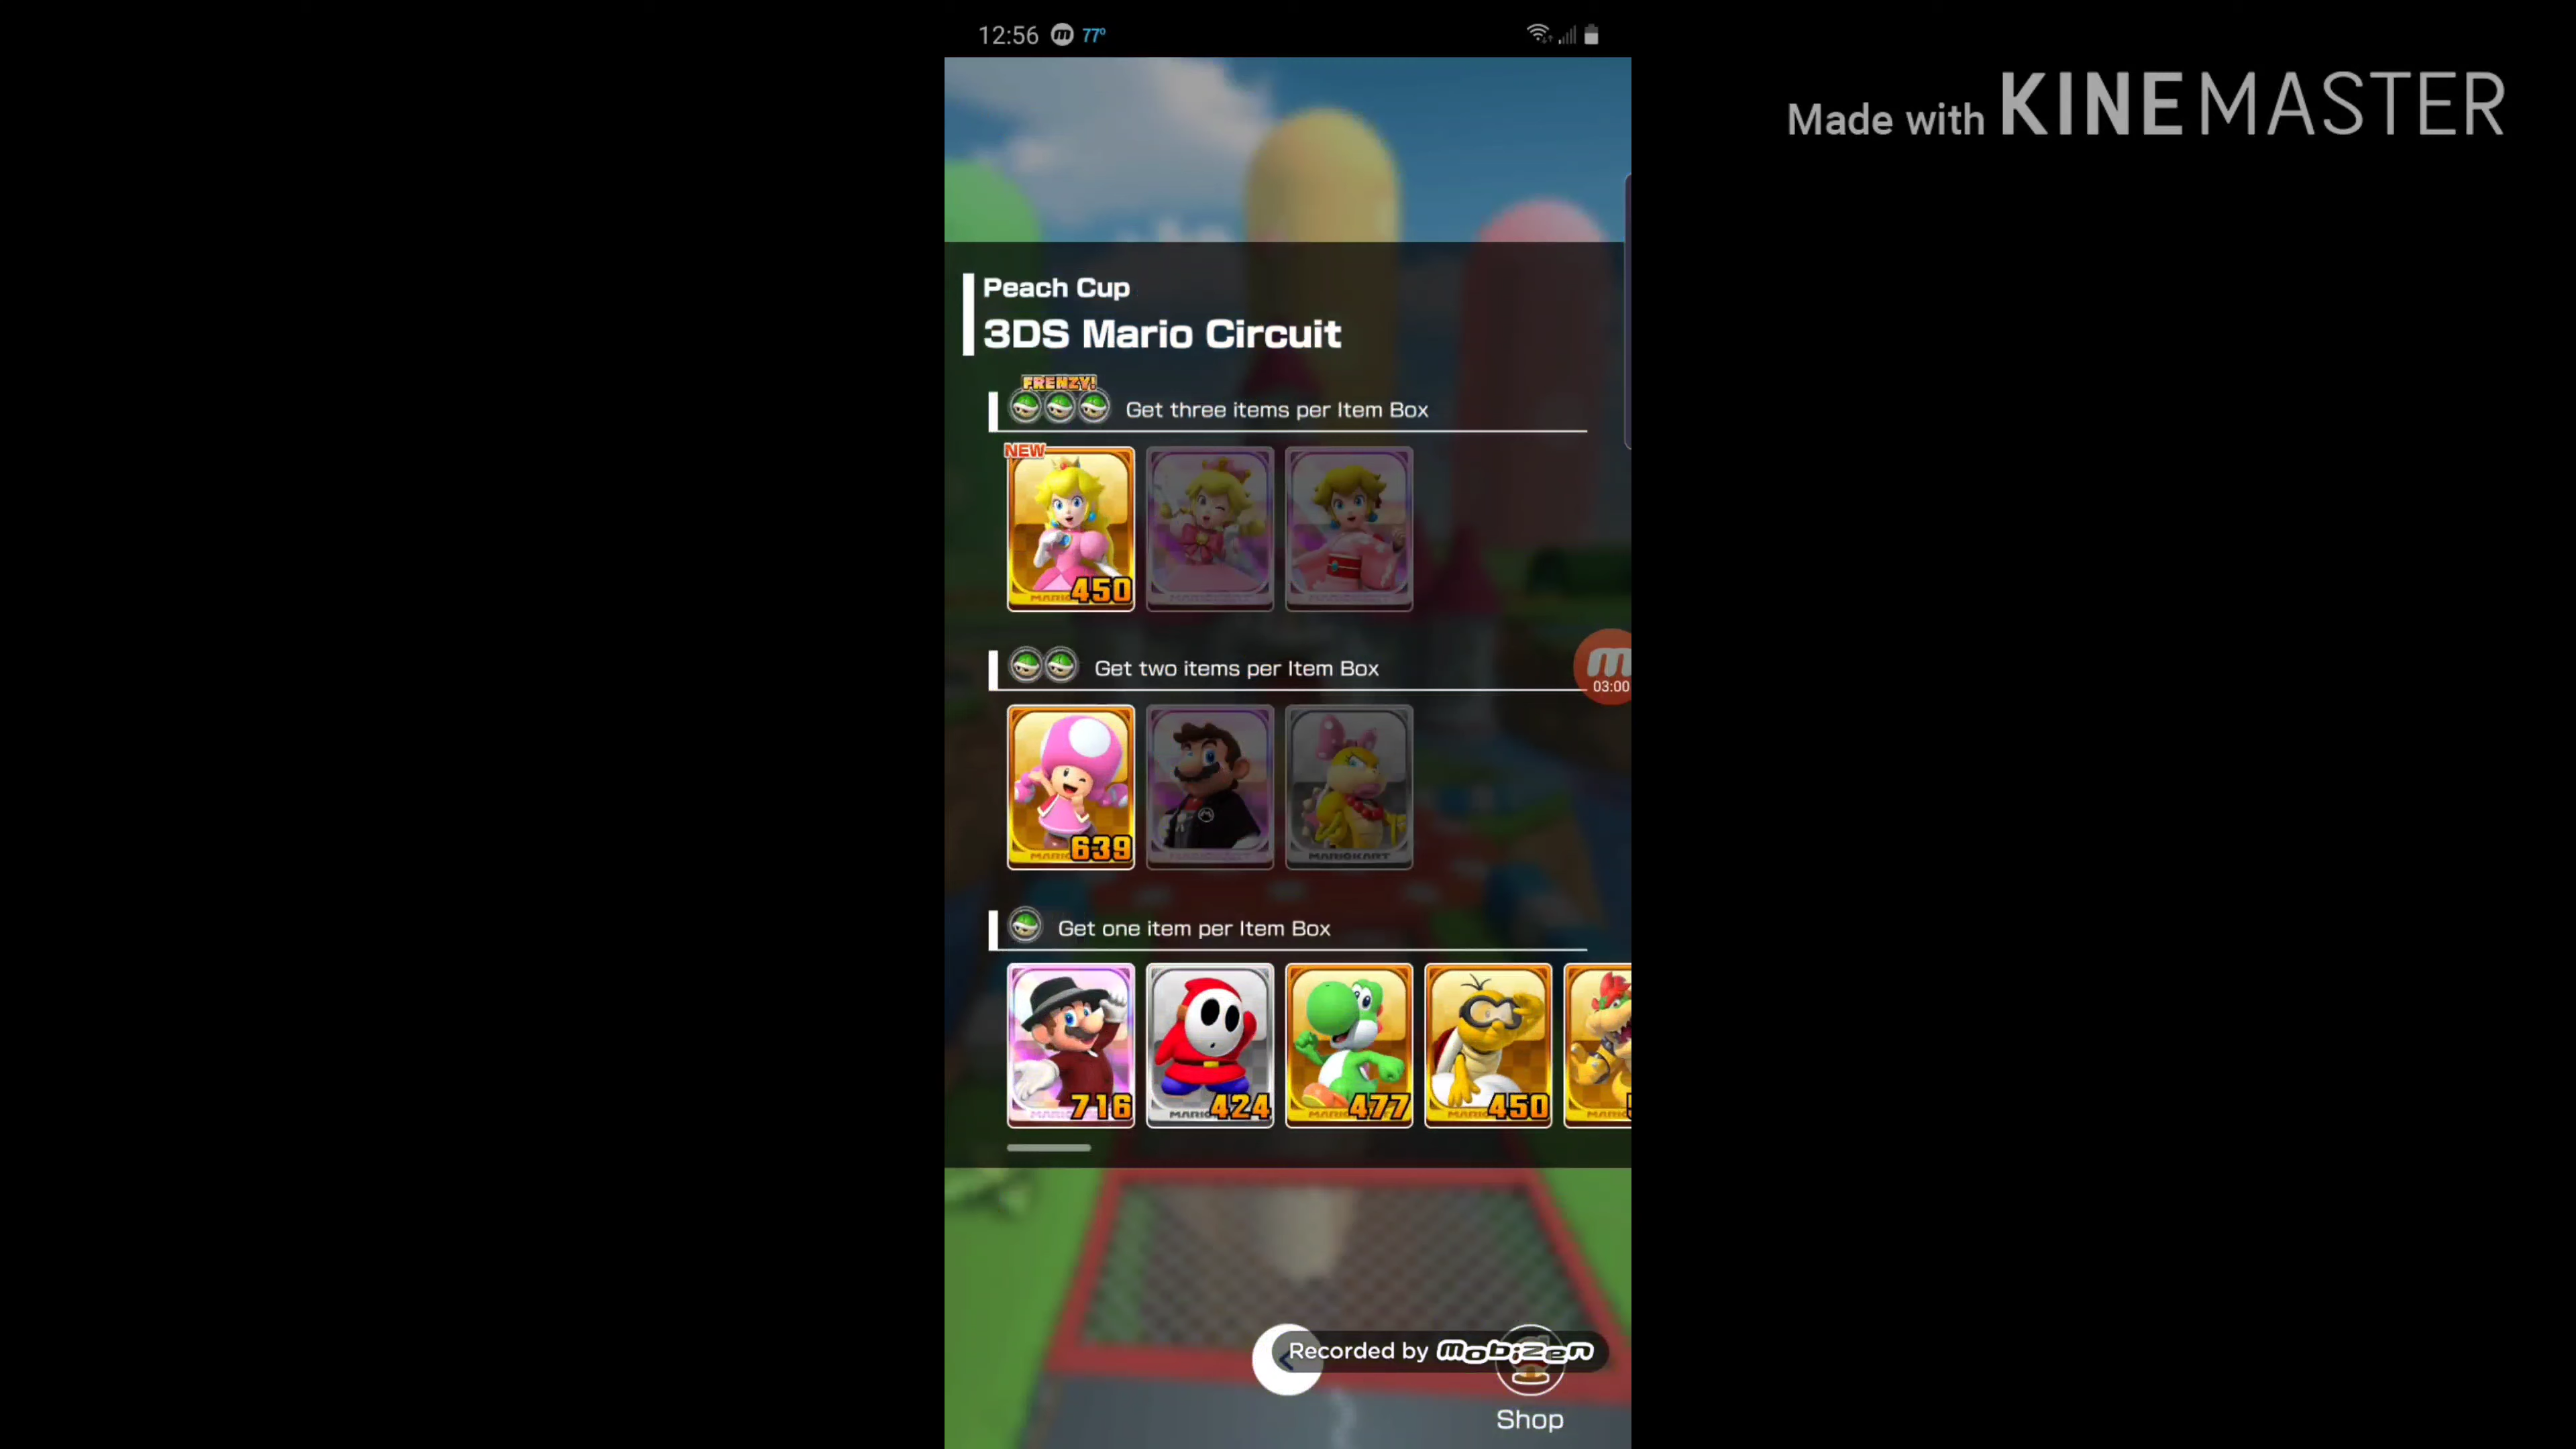 12:56 m 77°
Made with KINEMASTER
Peach Cup
3DS Mario Circuit
FRENZY!
Get three items per Item Box
NEW
450
Get two items per Item Box
639
MARIOKART
03:00
Get one item per Item Box
716 424 477 450
Recorded by mobizen
Shop